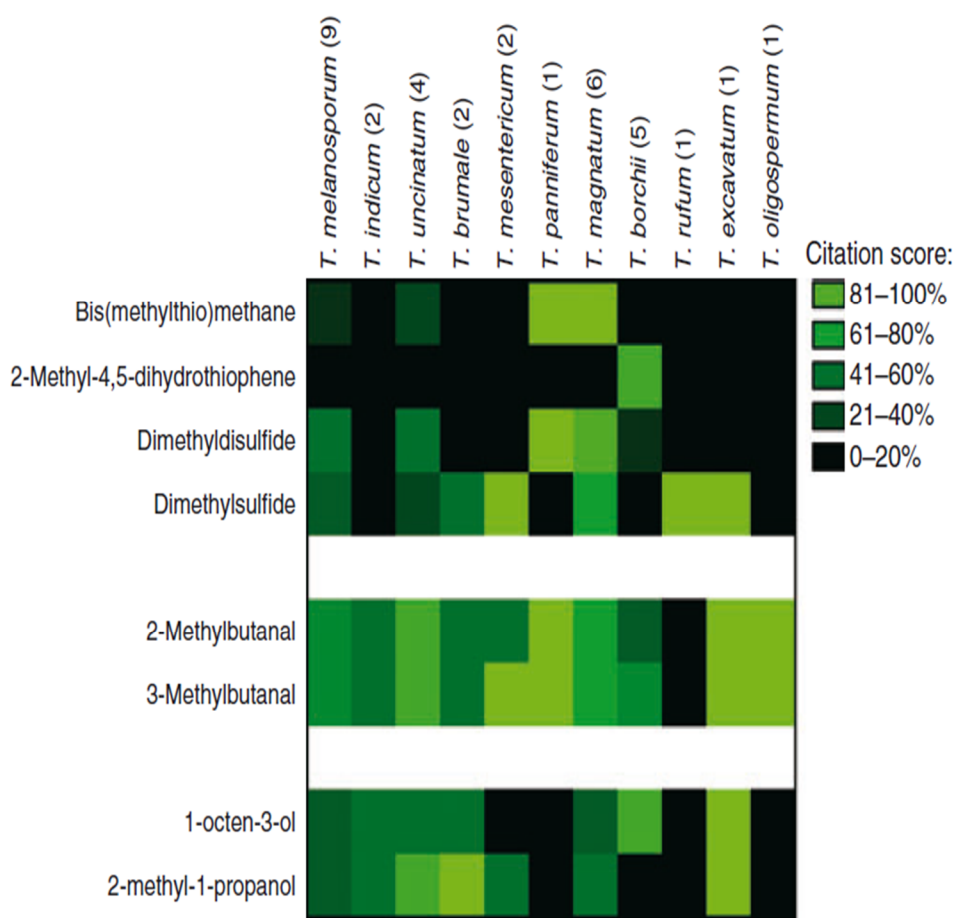 T. melanosporum (9)
T. indicum (2)
T. uncinatum (4)
T. brumale (2)
T. mesentericum (2)
T. panniferum (1)
T. magnatum (6)
T. borchii (5)
T. rufum (1)
T. excavatum (1)
T. oligospermum (1)
Citation score:
81–100%
61–80%
41–60%
21–40%
0–20%
Bis(methylthio)methane
2-Methyl-4,5-dihydrothiophene
Dimethyldisulfide
Dimethylsulfide
2-Methylbutanal
3-Methylbutanal
1-octen-3-ol
2-methyl-1-propanol